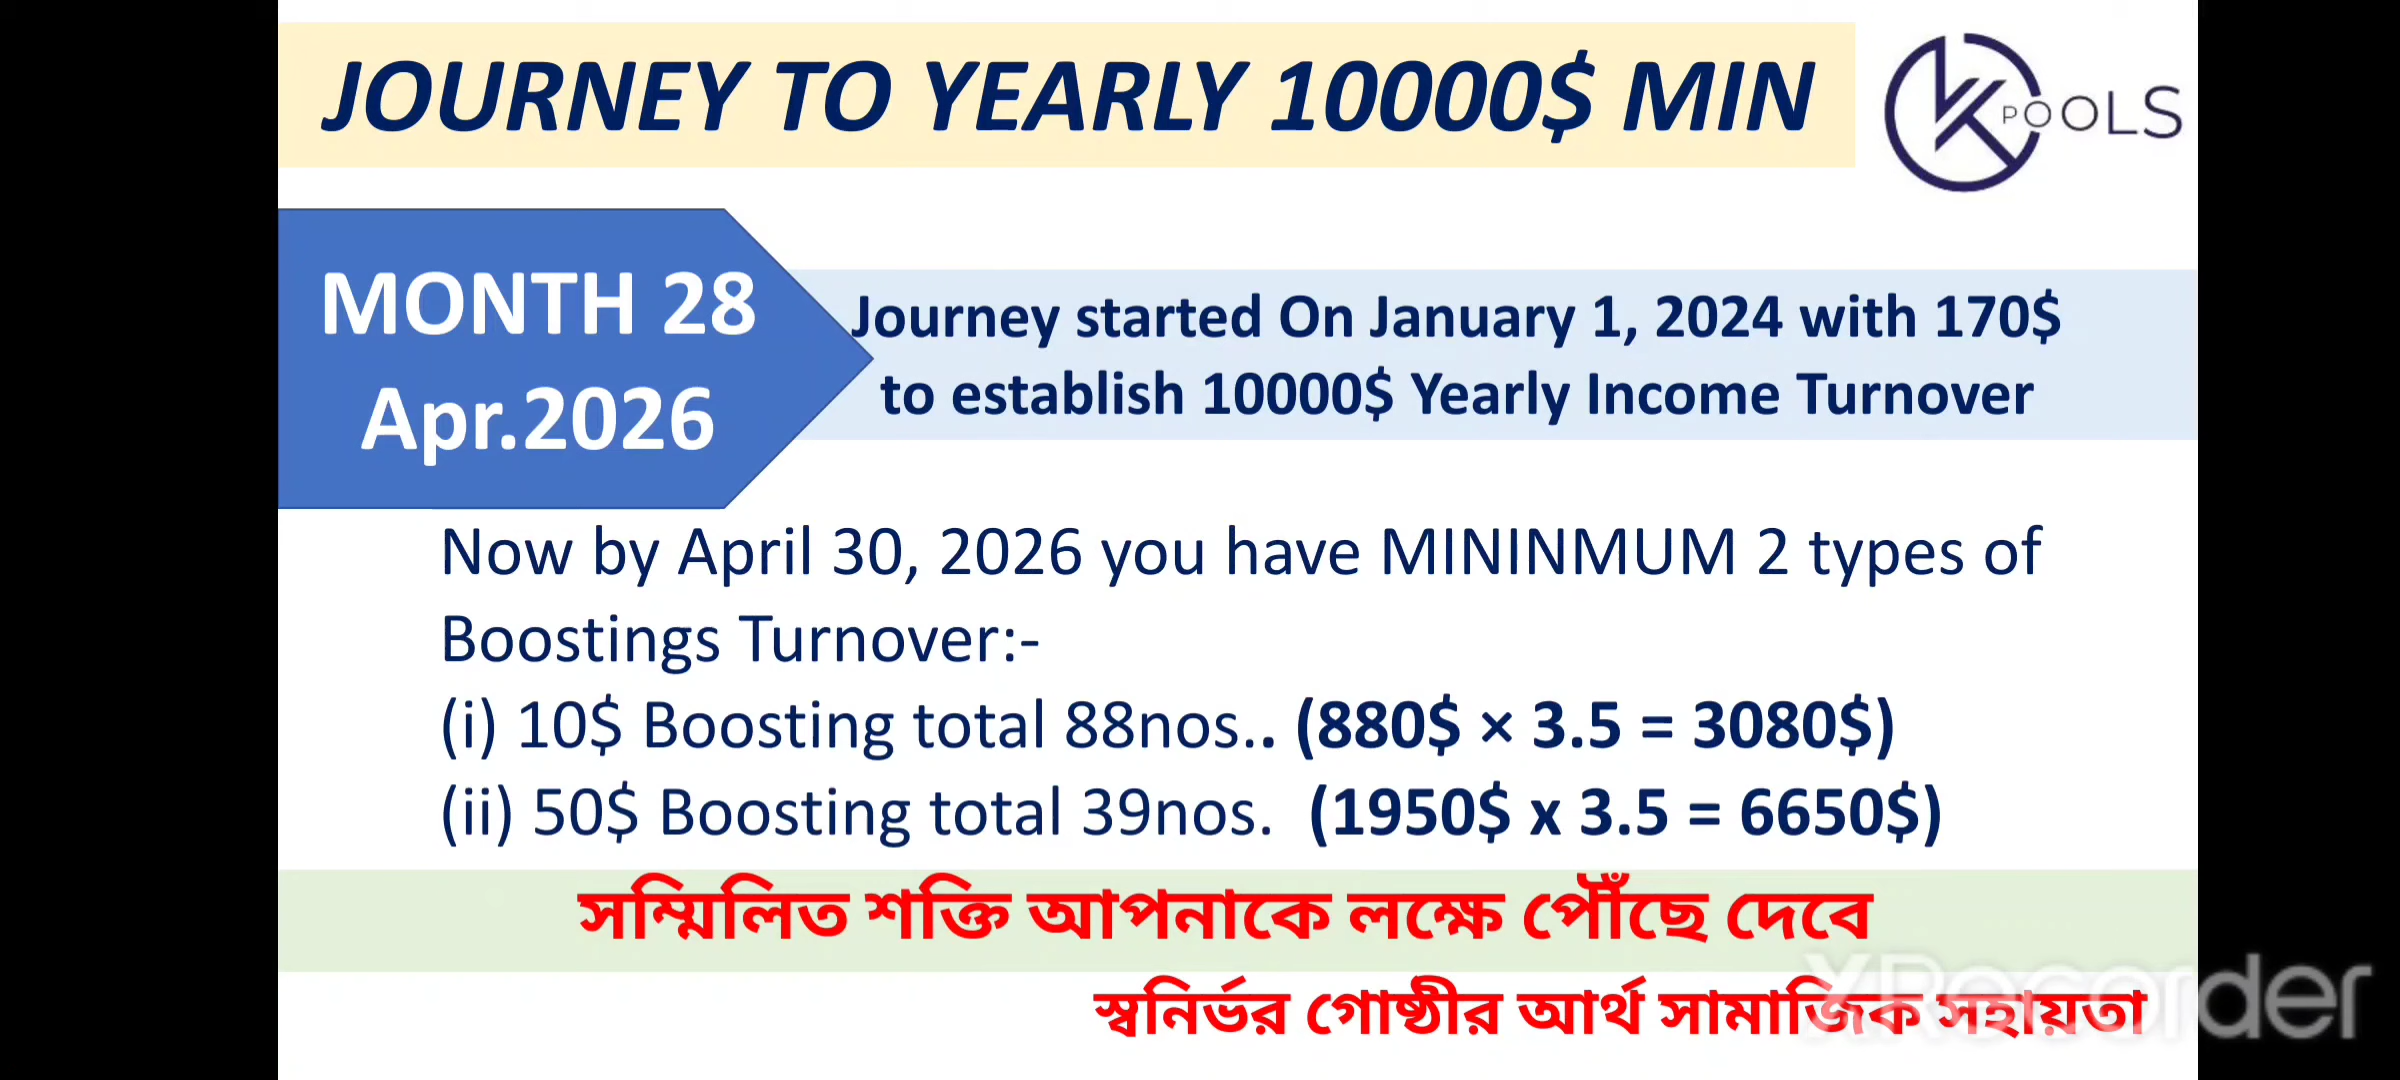 JOURNEY TO YEARLY 10000$ MIN
K POOLS
MONTH 28
Apr.2026
Journey started On January 1, 2024 with 170$
to establish 10000$ Yearly Income Turnover
Now by April 30, 2026 you have MININMUM 2 types of
Boostings Turnover:-
(i) 10$ Boosting total 88nos.. (880$ × 3.5 = 3080$)
(ii) 50$ Boosting total 39nos. (1950$ x 3.5 = 6650$)
সম্মিলিত শক্তি আপনাকে লক্ষে পৌঁছে দেবে
স্বনির্ভর গোষ্ঠীর আর্থ সামাজিক সহায়তা
XRecorder